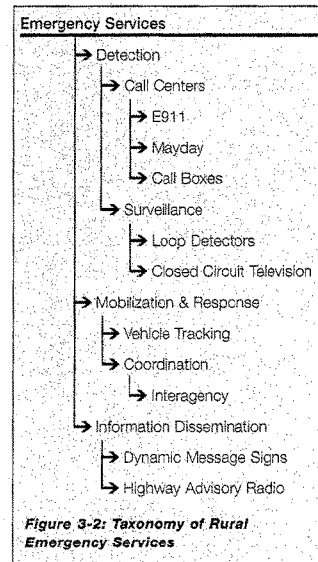 Emergency Services
Detection
Call Centers
E911
Mayday
Call Boxes
Surveillance
Loop Detectors
Closed Circuit Television
Mobilization & Response
Vehicle Tracking
Coordination
Interagency
Information Dissemination
Dynamic Message Signs
Highway Advisory Radio
Figure 3-2: Taxonomy of Rural
Emergency Services